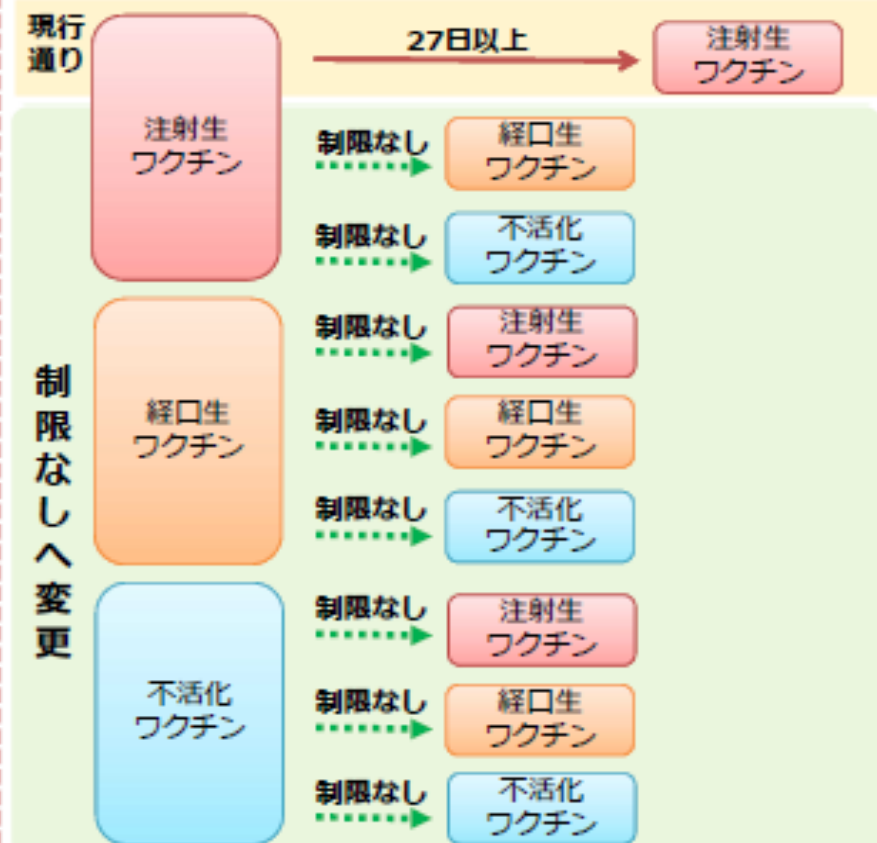 現行
通り
注射生
ワクチン
27日以上
注射生
ワクチン
制限なし
経口生
ワクチン
制限なし
不活化
ワクチン
制限なしへ変更
経口生
ワクチン
制限なし
注射生
ワクチン
制限なし
経口生
ワクチン
制限なし
不活化
ワクチン
不活化
ワクチン
制限なし
注射生
ワクチン
制限なし
経口生
ワクチン
制限なし
不活化
ワクチン